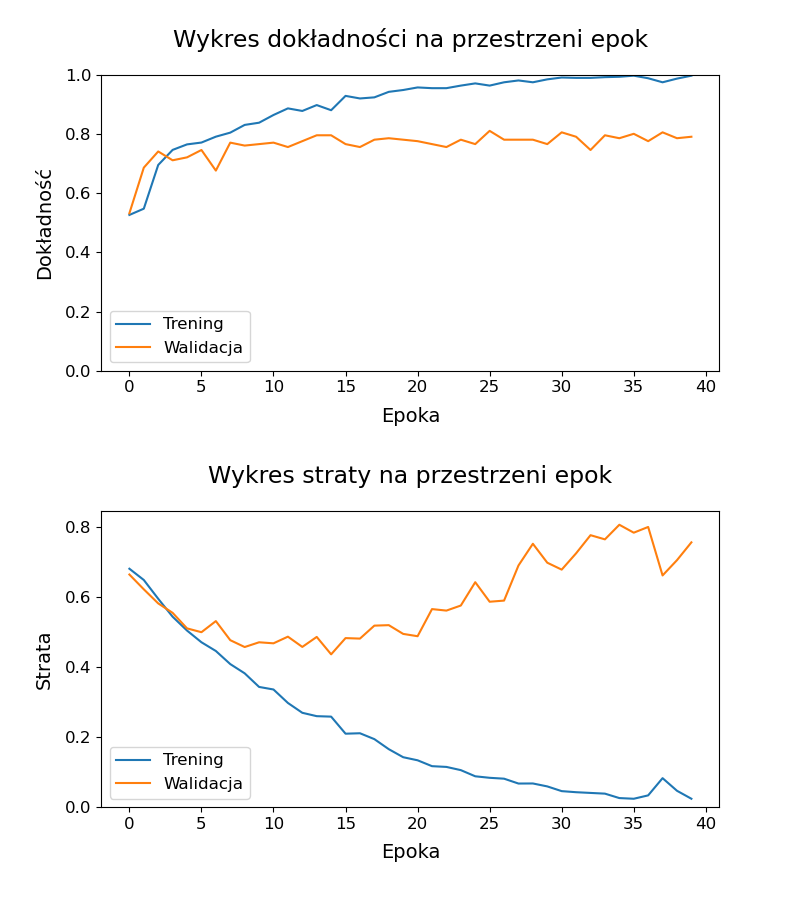 Wykres dokładności na przestrzeni epok
1.0
0.8
0.6
0.4
0.2
0.0
Dokładność
Trening
Walidacja
0 5 10 15 20 25 30 35 40
Epoka
Wykres straty na przestrzeni epok
0.8
0.6
0.4
0.2
0.0
Strata
Trening
Walidacja
0 5 10 15 20 25 30 35 40
Epoka